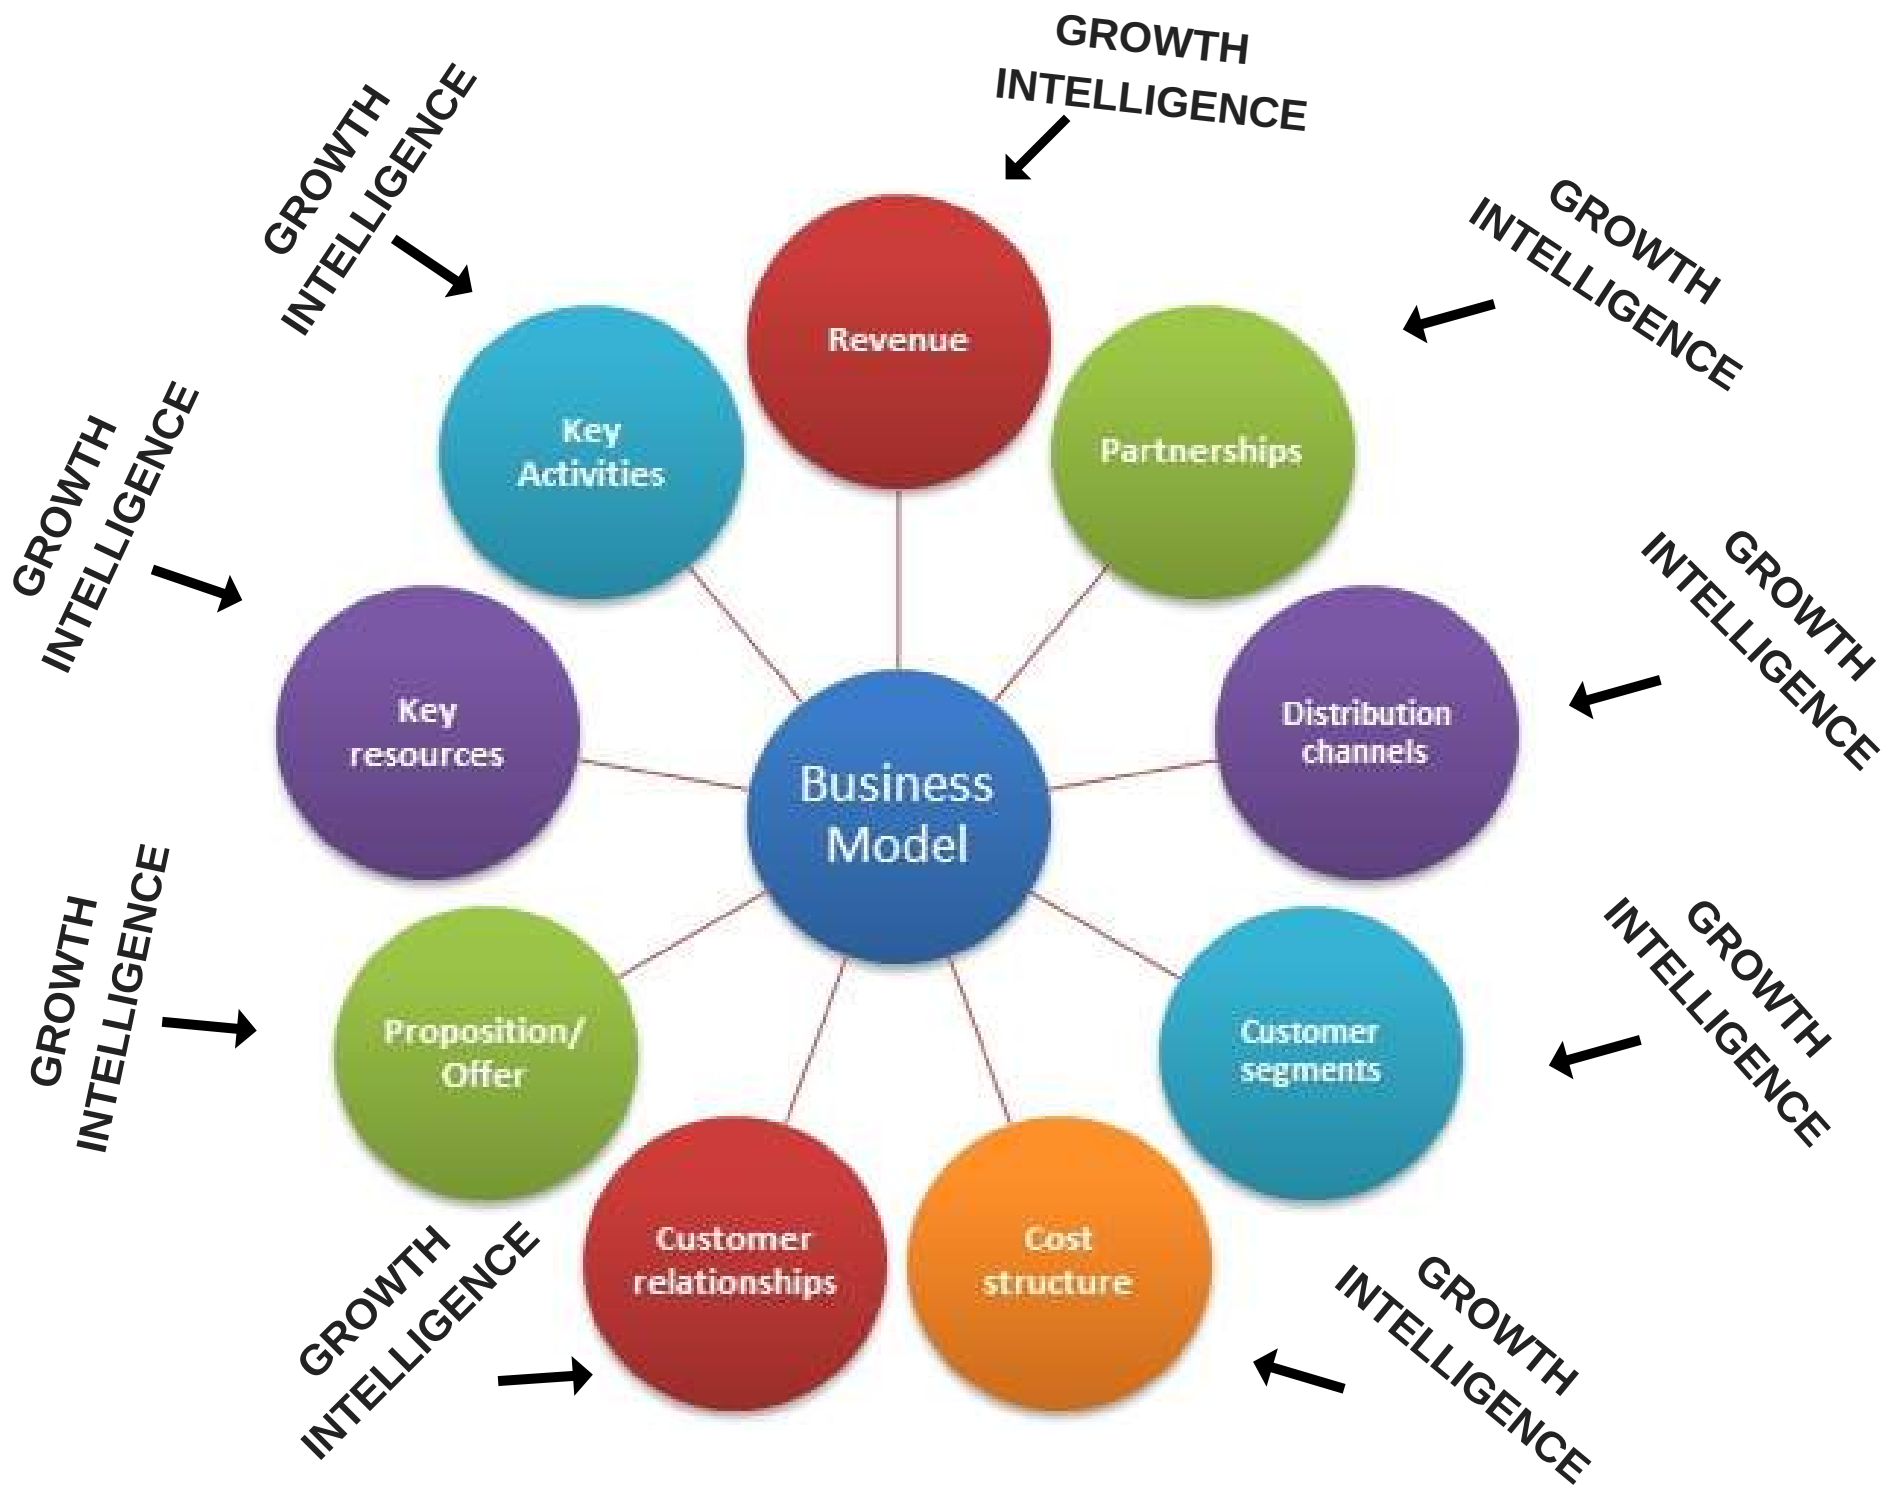 GROWTH
INTELLIGENCE
GROWTH
INTELLIGENCE
GROWTH
INTELLIGENCE
Revenue
Key
Activities
Partnerships
GROWTH
INTELLIGENCE
GROWTH
INTELLIGENCE
Key
resources
Distribution
channels
Business
Model
GROWTH
INTELLIGENCE
GROWTH
INTELLIGENCE
Proposition/
Offer
Customer
segments
GROWTH
INTELLIGENCE
Customer
relationships
Cost
structure
GROWTH
INTELLIGENCE